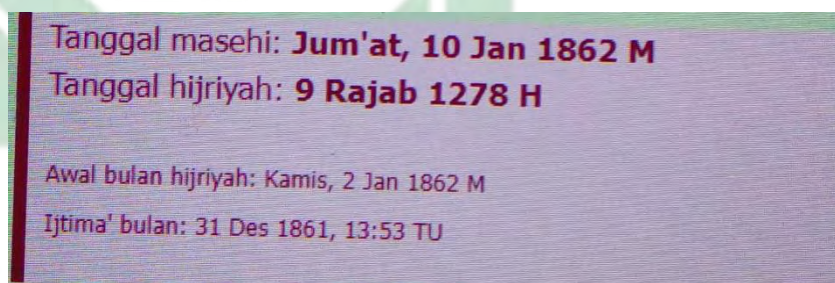 Tanggal masehi: Jum'at, 10 Jan 1862 M
Tanggal hijriyah: 9 Rajab 1278 H
Awal bulan hijriyah: Kamis, 2 Jan 1862 M
Ijtima' bulan: 31 Des 1861, 13:53 TU